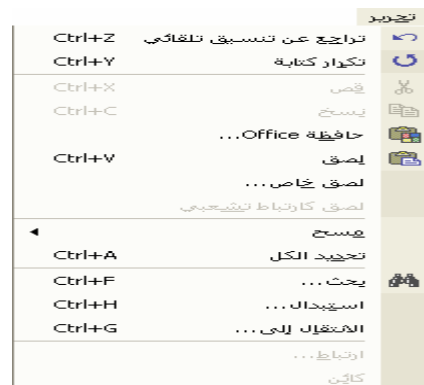 تحرير
تراجع عن تنسيق تلقائي Ctrl+Z
تكرار كتابة Ctrl+Y
قص Ctrl+X
نسخ Ctrl+C
حافظة Office...
لصق Ctrl+V
لصق خاص...
لصق كارتباط تشعبي
مسح
تحديد الكل Ctrl+A
بحث... Ctrl+F
استبدال... Ctrl+H
الانتقال إلى... Ctrl+G
ارتباط...
كائن